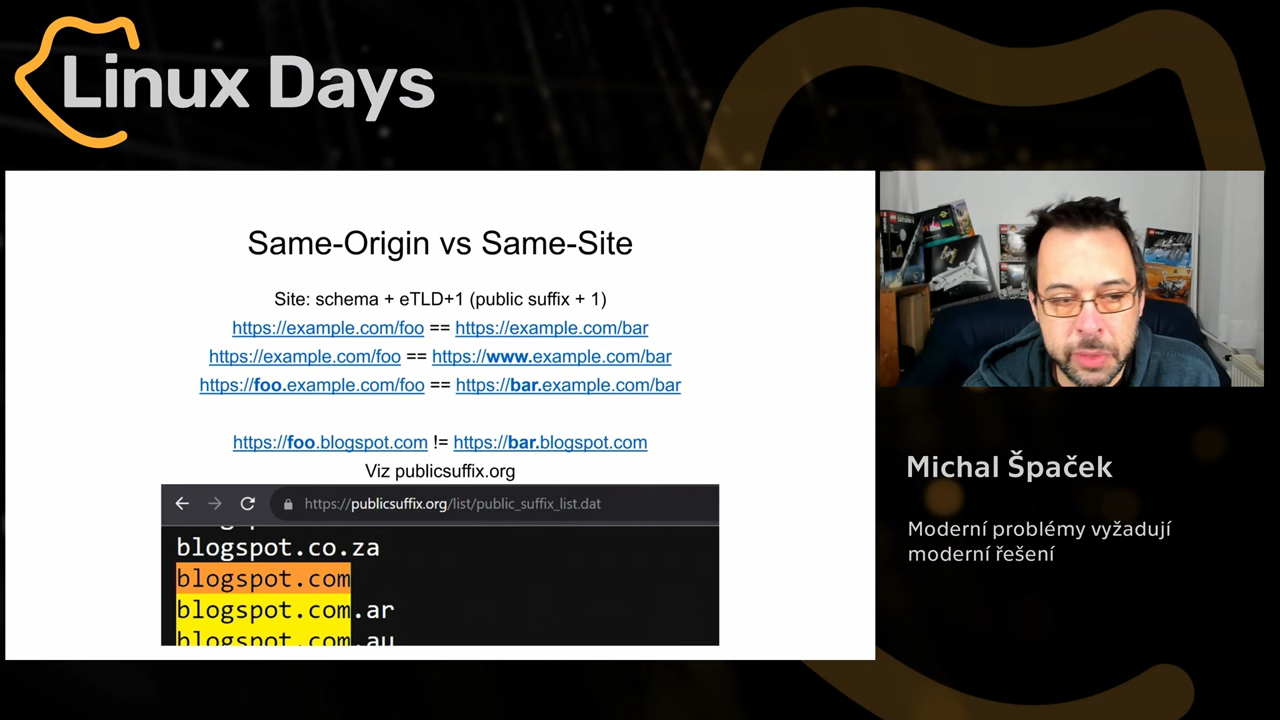 Linux Days
Same-Origin vs Same-Site
Site: schema + eTLD+1 (public suffix + 1)
https://example.com/foo == https://example.com/bar
https://example.com/foo == https://www.example.com/bar
https://foo.example.com/foo == https://bar.example.com/bar
https://foo.blogspot.com != https://bar.blogspot.com
Viz publicsuffix.org
https://publicsuffix.org/list/public_suffix_list.dat
blogspot.co.za
blogspot.com
blogspot.com.ar
blogspot.com.au
Michal Špaček
Moderní problémy vyžadují
moderní řešení